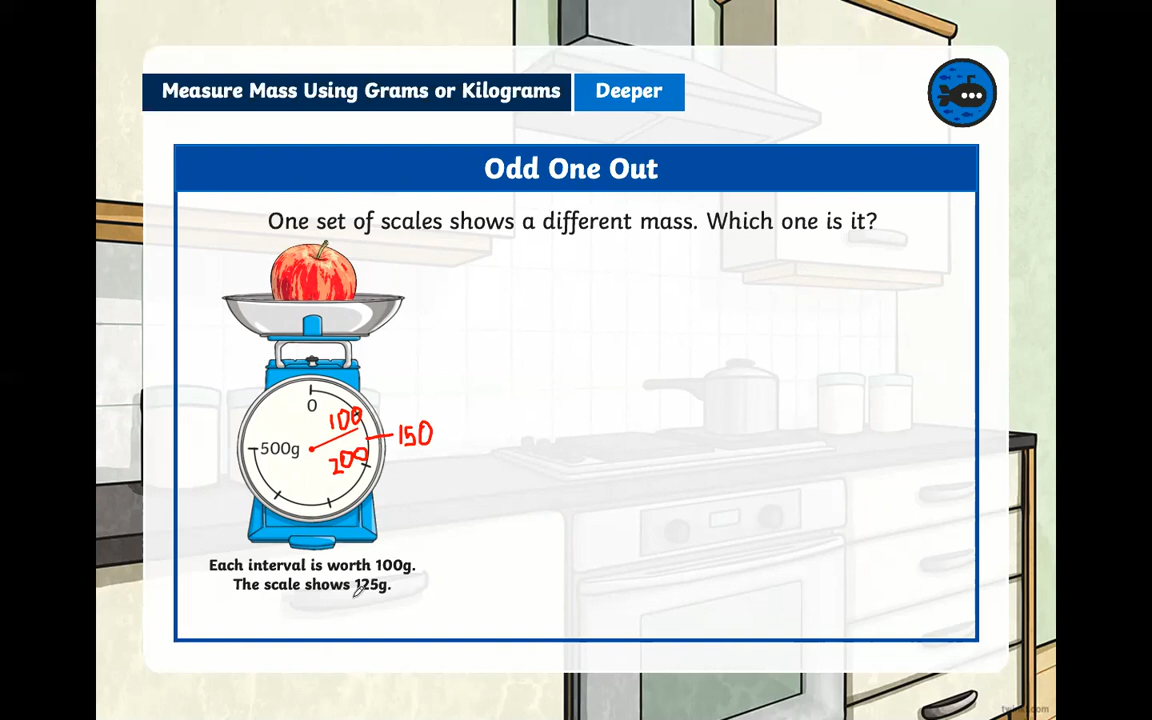 Measure Mass Using Grams or Kilograms
Deeper
Odd One Out
One set of scales shows a different mass. Which one is it?
0
100
150
500g
200
Each interval is worth 100g.
The scale shows 125g.